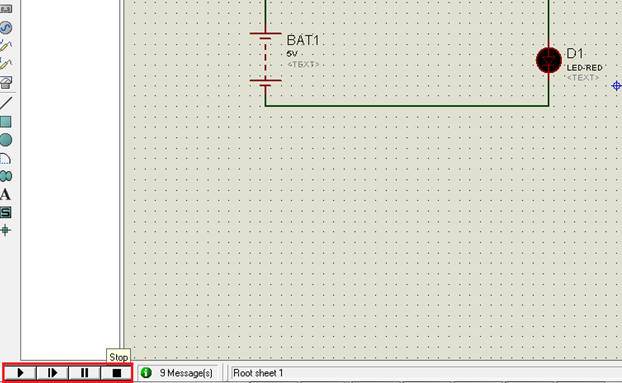 BAT1
5V
<TEXT>
D1
LED-RED
<TEXT>
A
S
Stop
9 Message(s)
Root sheet 1